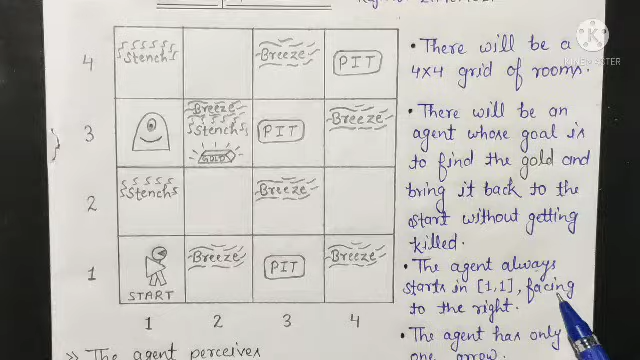 4
Stench
Breeze
PIT
3
Breeze
Stench
GOLD
PIT
Breeze
2
Stench
Breeze
1
START
Breeze
PIT
Breeze
1 2 3 4
» The agent perceives
• There will be a
4x4 grid of rooms.
• There will be an
agent whose goal is
to find the gold and
bring it back to the
start without getting
killed.
• The agent always
starts in [1,1], facing
to the right.
• The agent has only
one arrow.